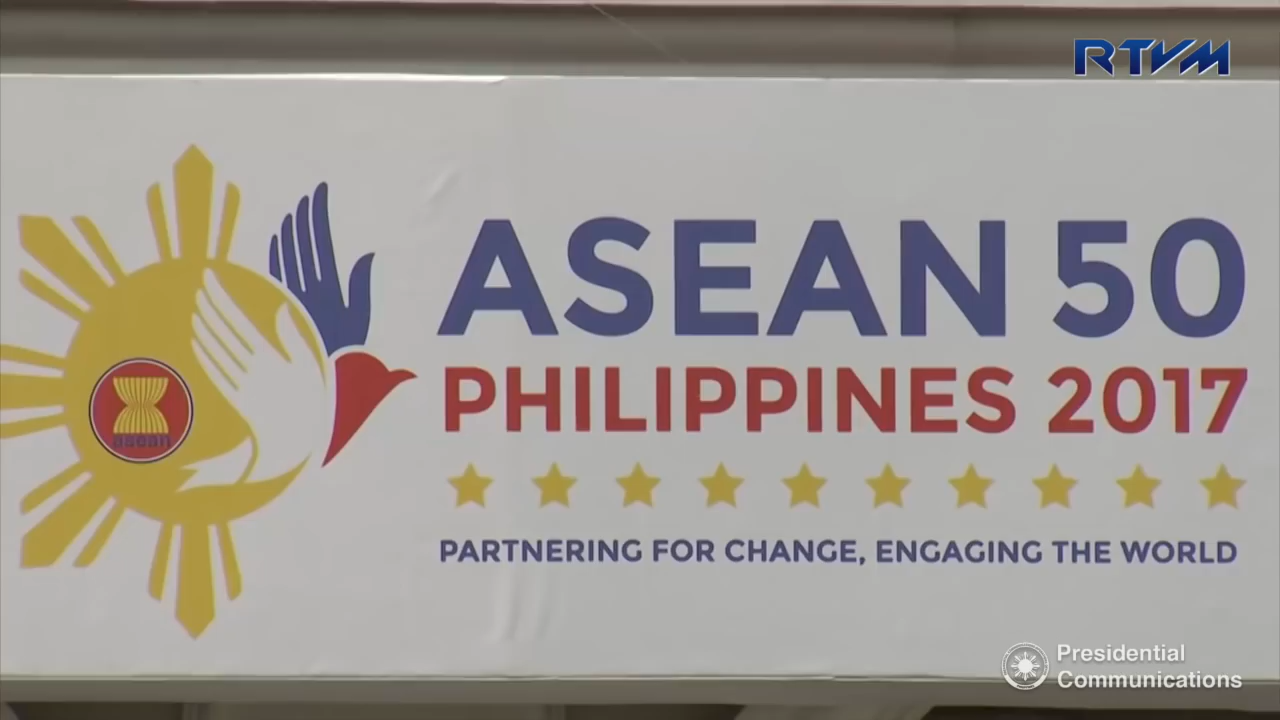 RTVM
ASEAN 50
asean
PHILIPPINES 2017
PARTNERING FOR CHANGE, ENGAGING THE WORLD
Presidential
Communications